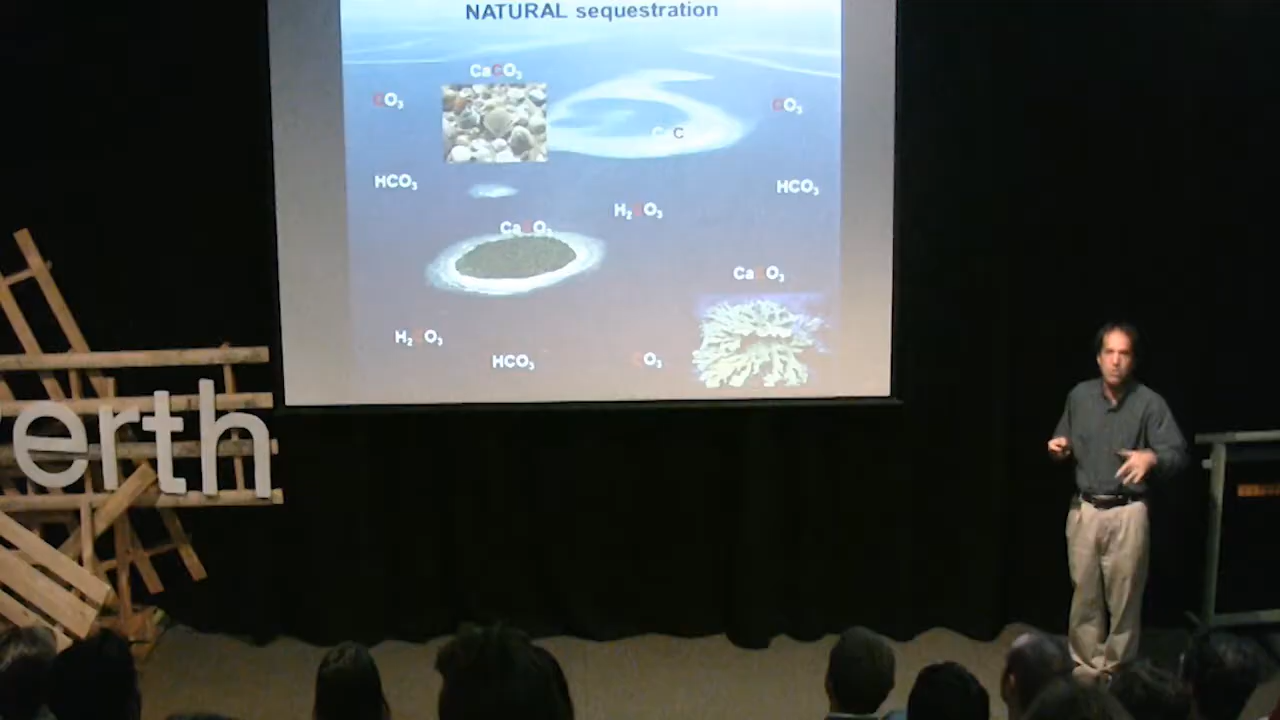 NATURAL sequestration
CaCO₃
CO₃
CO₃
C
HCO₃
HCO₃
H₂CO₃
CaCO₃
CaCO₃
H₂CO₃
HCO₃
CO₃
erth